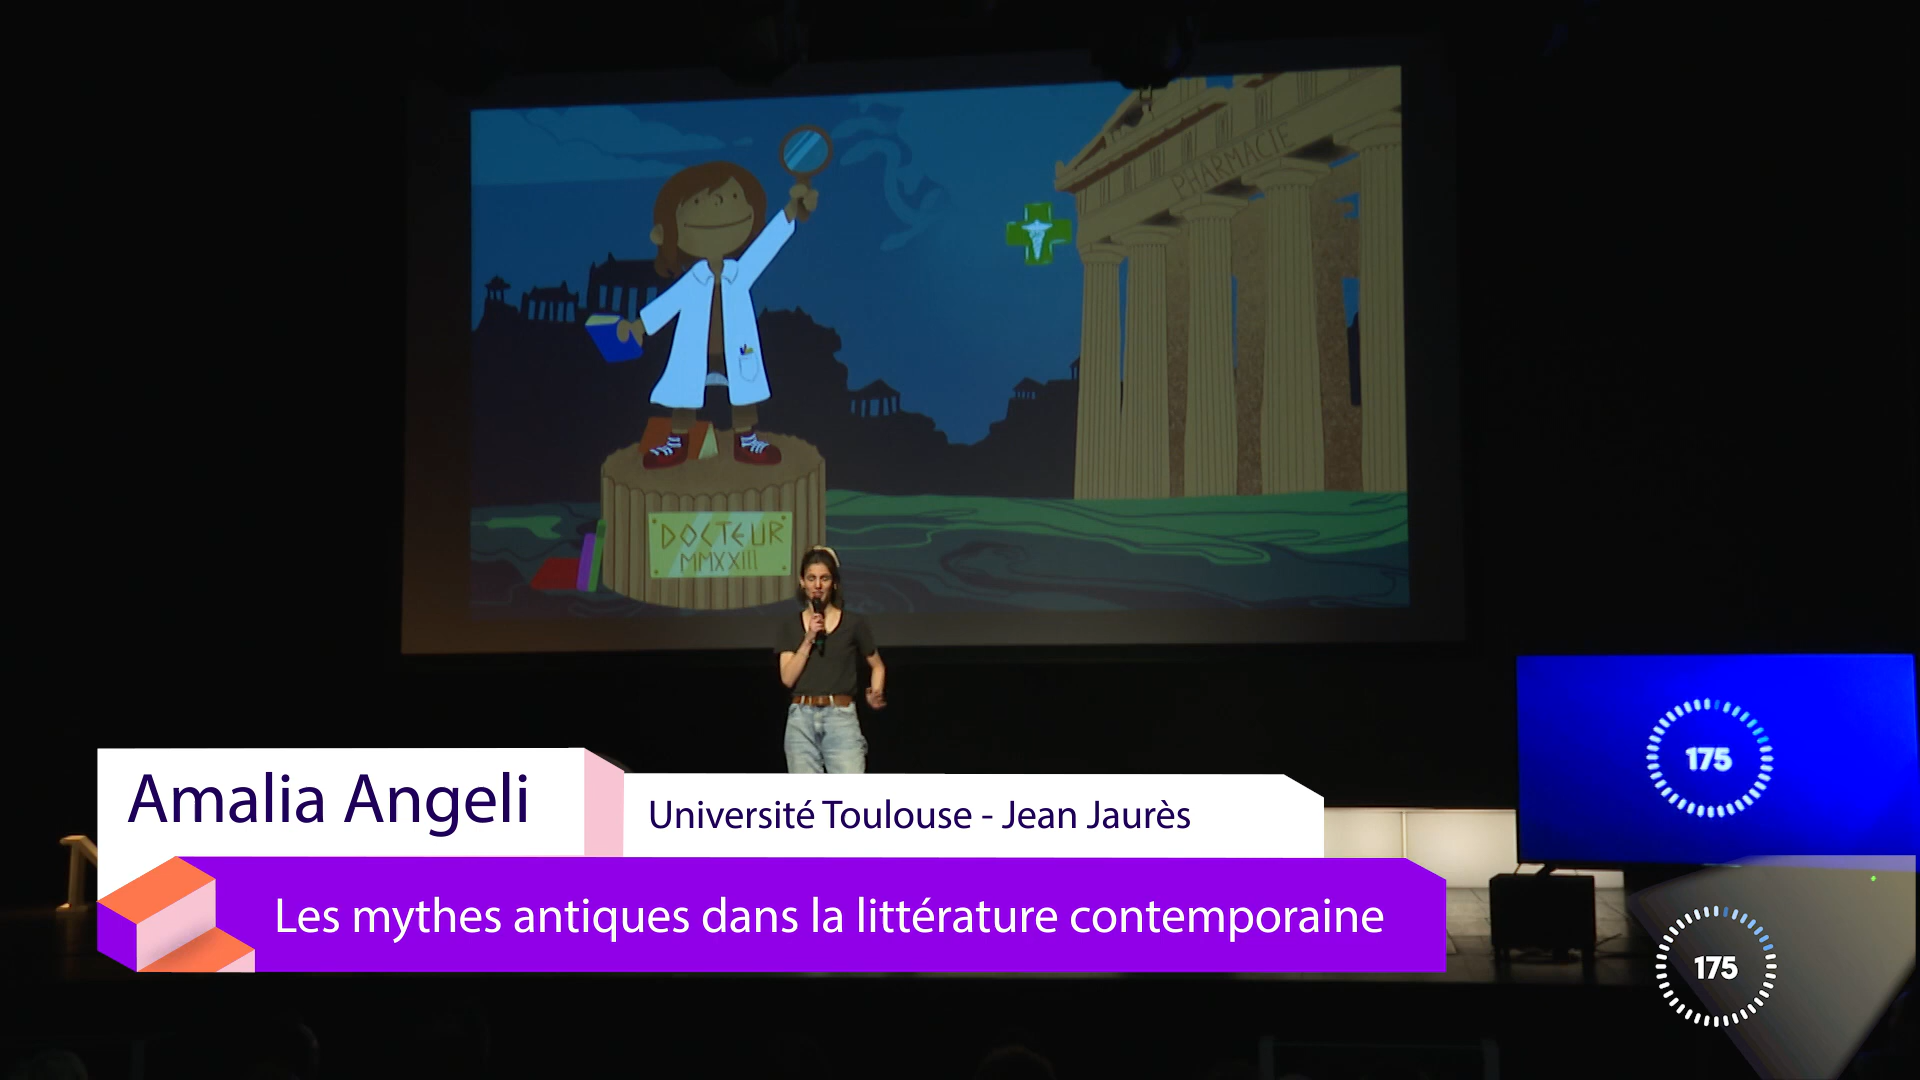 PHARMACIE
DOCTEUR
MMXXIII
175
Amalia Angeli
Université Toulouse - Jean Jaurès
Les mythes antiques dans la littérature contemporaine
175